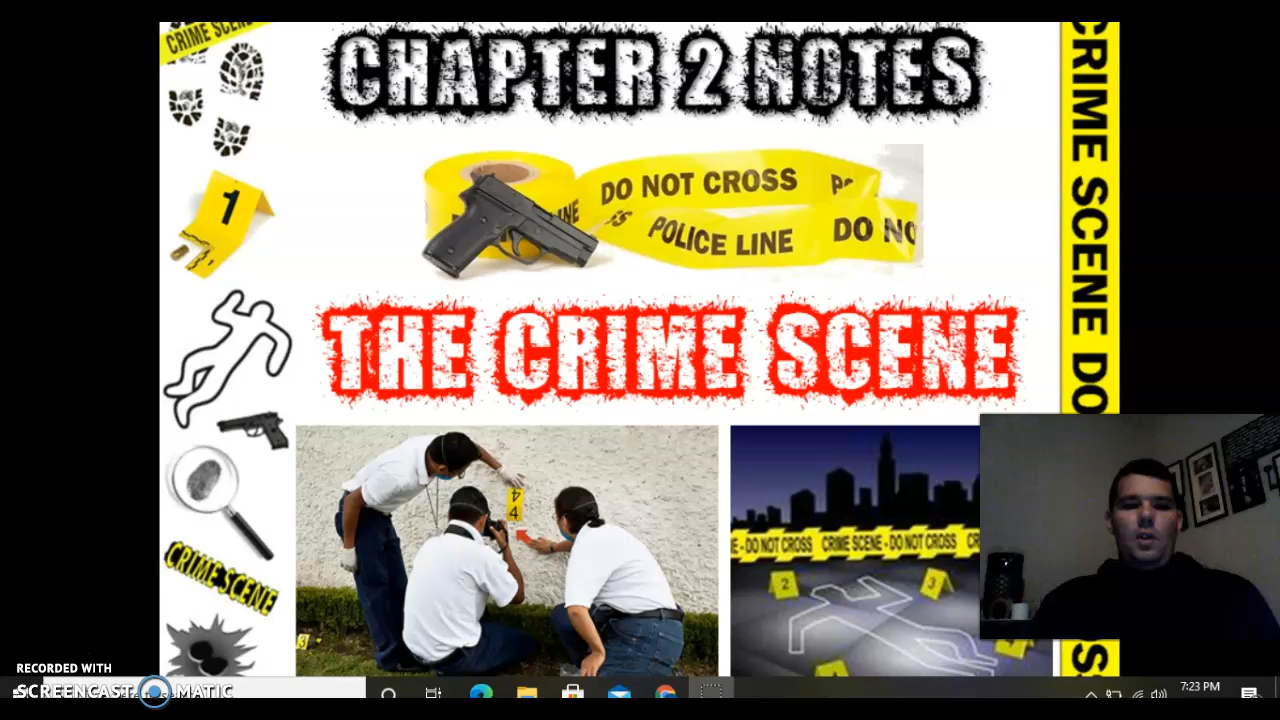 CRIME SCENE
CHAPTER 2 NOTES
1
DO NOT CROSS
POLICE LINE
DO NO
THE CRIME SCENE
CRIME SCENE DO
4
4
DO NOT CROSS
CRIME SCENE - DO NOT CROSS
2
3
CRIME SCENE
3
RECORDED WITH
SCREENCAST MATIC
7:23 PM